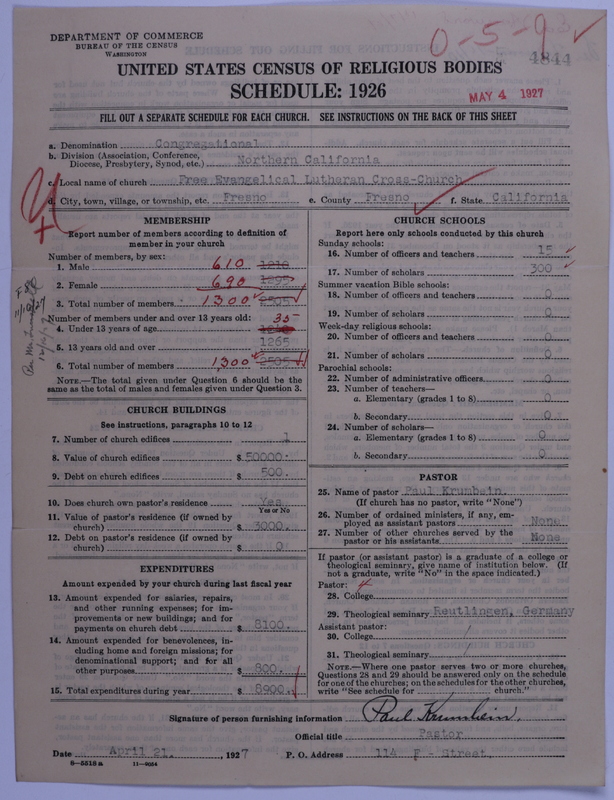 DEPARTMENT OF COMMERCE
BUREAU OF THE CENSUS
WASHINGTON
0-5-9
4844
UNITED STATES CENSUS OF RELIGIOUS BODIES
SCHEDULE: 1926
MAY 4 1927
FILL OUT A SEPARATE SCHEDULE FOR EACH CHURCH. SEE INSTRUCTIONS ON THE BACK OF THIS SHEET
a. Denomination Congregational
b. Division (Association, Conference, Diocese, Presbytery, Synod, etc.) Northern California
c. Local name of church Free Evangelical Lutheran Cross-Church
d. City, town, village, or township, etc. Fresno e. County Fresno f. State California
MEMBERSHIP
Report number of members according to definition of
member in your church
Number of members, by sex:
1. Male 610 1210
2. Female 690 1295
3. Total number of members 1300 2505
Number of members under and over 13 years old:
4. Under 13 years of age 35
5. 13 years old and over 1265
6. Total number of members 1,300 2505
NOTE.—The total given under Question 6 should be
same as the total of males and females given under Question 3.
CHURCH BUILDINGS
See instructions, paragraphs 10 to 12
7. Number of church edifices 1
8. Value of church edifices $ 50000.
9. Debt on church edifices $ 500.
10. Does church own pastor's residence Yes
Yes or No
11. Value of pastor's residence (if owned by
church) $ 3000.
12. Debt on pastor's residence (if owned by
church) $ 0
EXPENDITURES
Amount expended by your church during last fiscal year
13. Amount expended for salaries, repairs,
and other running expenses; for im-
provements or new buildings; and for
payments on church debt $ 8100.
14. Amount expended for benevolences, in-
cluding home and foreign missions; for
denominational support; and for all
other purposes $ 800.
15. Total expenditures during year $ 8900.
CHURCH SCHOOLS
Report here only schools conducted by this church
Sunday schools:
16. Number of officers and teachers 15
17. Number of scholars 300
Summer vacation Bible schools:
18. Number of officers and teachers 0
19. Number of scholars 0
Week-day religious schools:
20. Number of officers and teachers 0
21. Number of scholars 0
Parochial schools:
22. Number of administrative officers 0
23. Number of teachers—
a. Elementary (grades 1 to 8) 0
b. Secondary 0
24. Number of scholars—
a. Elementary (grades 1 to 8) 0
b. Secondary 0
PASTOR
25. Name of pastor Paul Krumbein.
(If church has no pastor, write "None")
26. Number of ordained ministers, if any, em-
ployed as assistant pastors None
27. Number of other churches served by the
pastor or his assistants None
If pastor (or assistant pastor) is a graduate of a college or
theological seminary, give name of institution below. (If
not a graduate, write "No" in the space indicated.)
Pastor: 4
28. College
29. Theological seminary Reutlingen, Germany
Assistant pastor:
30. College
31. Theological seminary
NOTE.—Where one pastor serves two or more churches,
Questions 28 and 29 should be answered only on the schedule
for one of the churches; on the schedules for the other churches,
write "See schedule for church."
Signature of person furnishing information Paul Krumbein.
Official title Pastor
Date April 21., 1927 P. O. Address 114 F - Street.
8—5518 a 11—9054